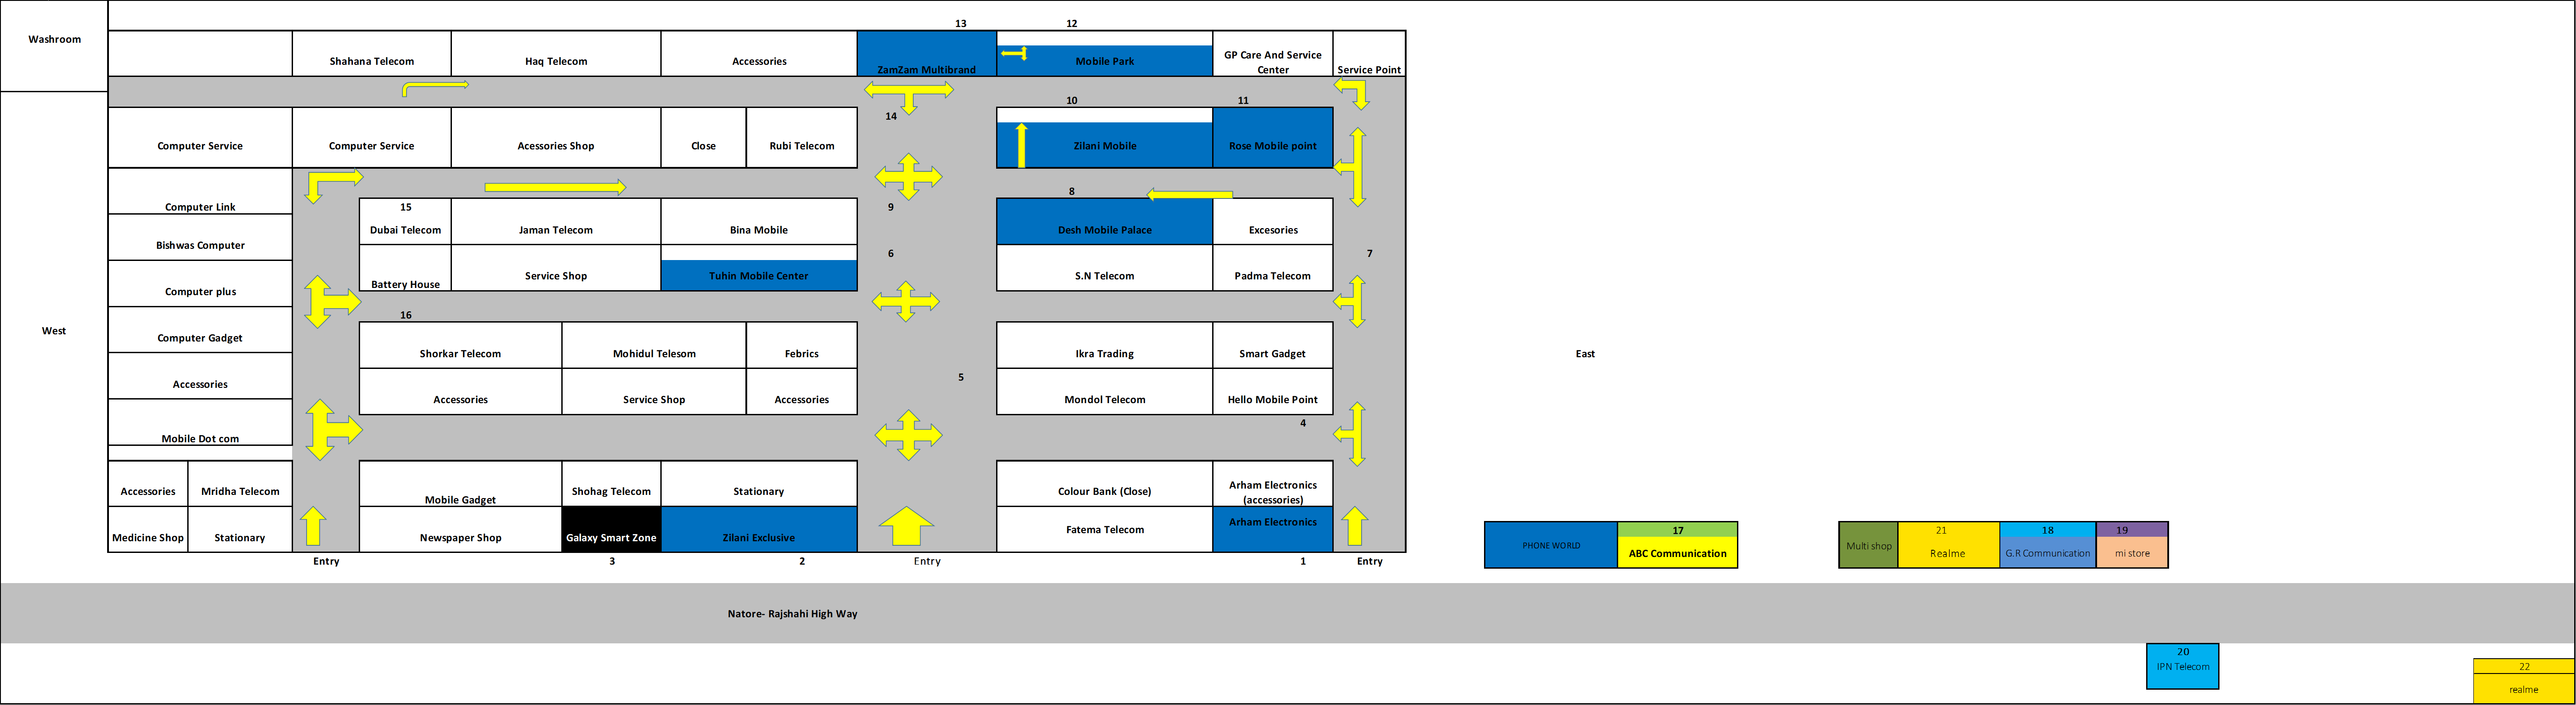 13
12
Washroom
Shahana Telecom
Haq Telecom
Accessories
ZamZam Multibrand
Mobile Park
GP Care And Service
Center
Service Point
10
11
14
Computer Service
Computer Service
Acessories Shop
Close
Rubi Telecom
Zilani Mobile
Rose Mobile point
8
Computer Link
15
9
Dubai Telecom
Jaman Telecom
Bina Mobile
Desh Mobile Palace
Excesories
Bishwas Computer
6
7
Battery House
Service Shop
Tuhin Mobile Center
S.N Telecom
Padma Telecom
Computer plus
16
West
Computer Gadget
Shorkar Telecom
Mohidul Telesom
Febrics
Ikra Trading
Smart Gadget
East
5
Accessories
Accessories
Service Shop
Accessories
Mondol Telecom
Hello Mobile Point
4
Mobile Dot com
Accessories
Mridha Telecom
Mobile Gadget
Shohag Telecom
Stationary
Colour Bank (Close)
Arham Electronics
(accessories)
Medicine Shop
Stationary
Newspaper Shop
Galaxy Smart Zone
Zilani Exclusive
Fatema Telecom
Arham Electronics
PHONE WORLD
17
ABC Communication
Multi shop
21
Realme
18
G.R Communication
19
mi store
Entry
3
2
Entry
1
Entry
Natore- Rajshahi High Way
20
IPN Telecom
22
realme